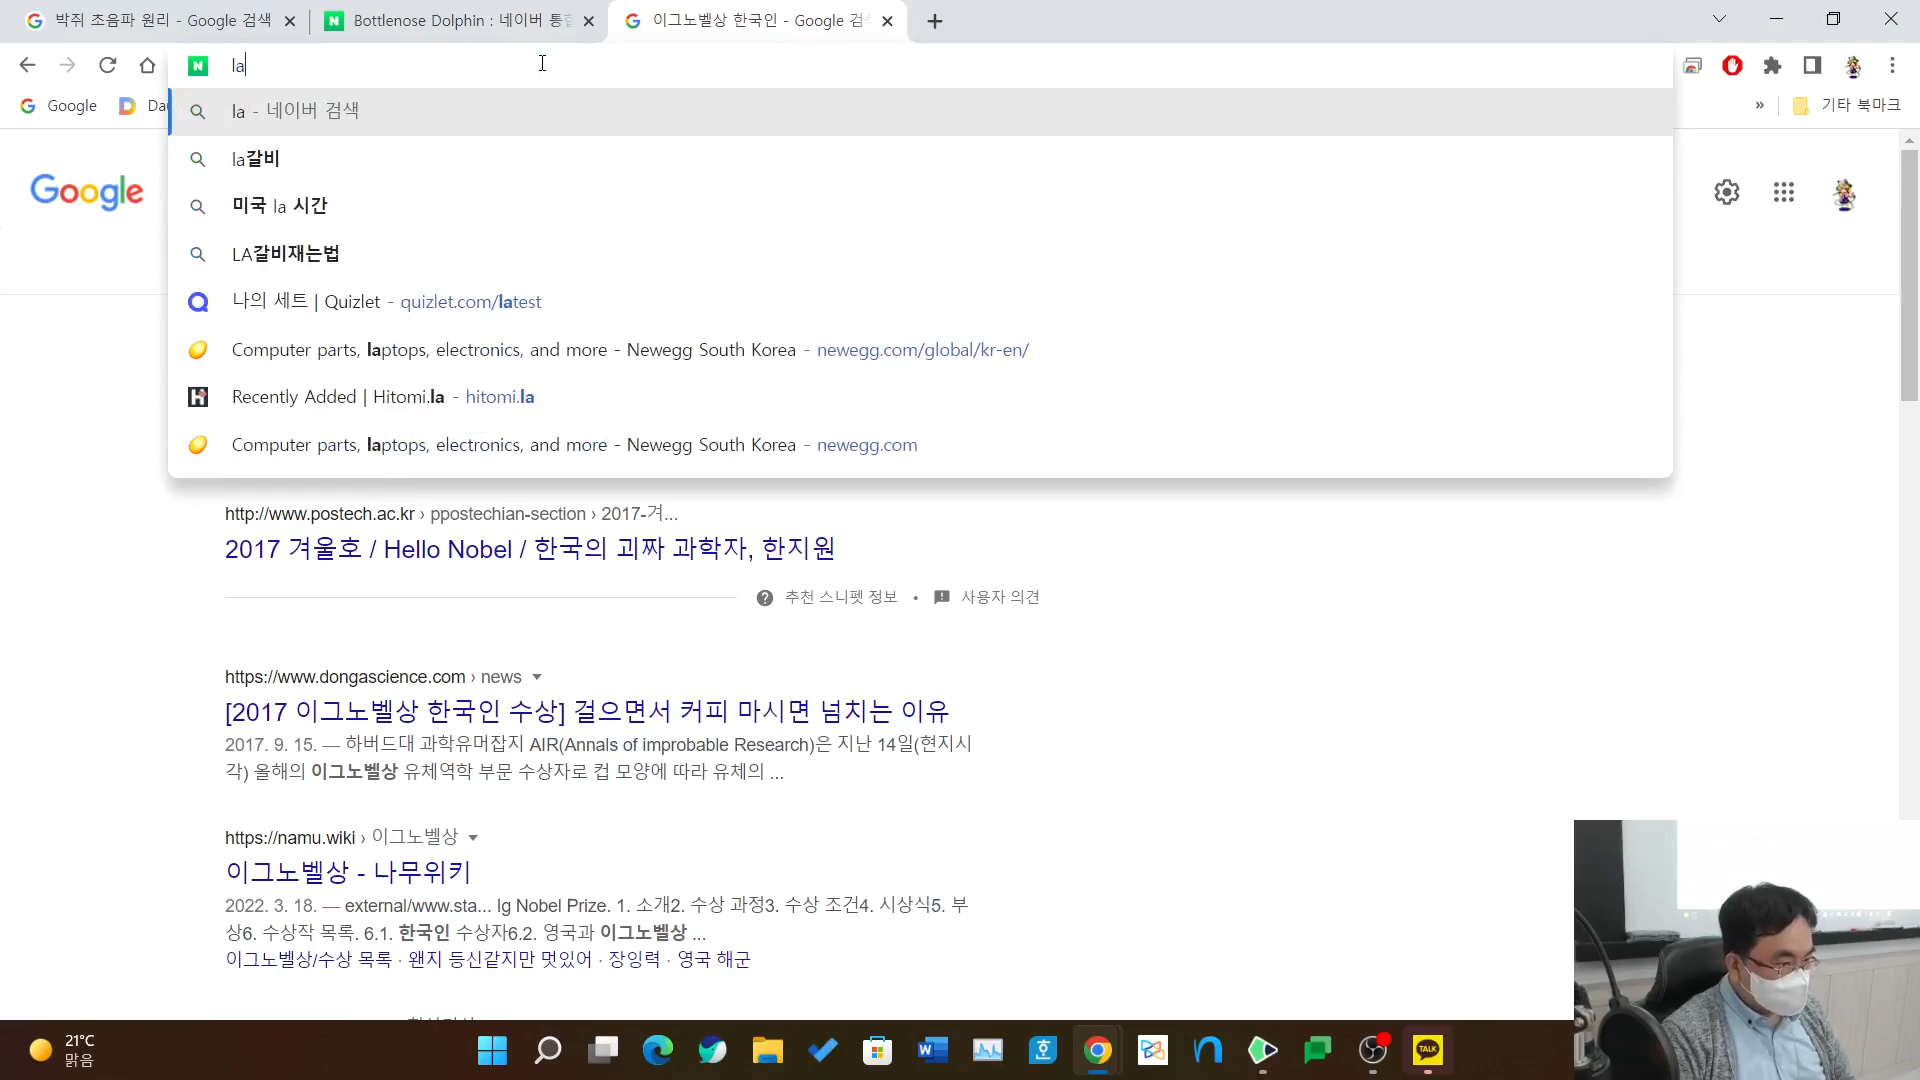 박쥐 조음파 원리 - Google 검색
Bottlenose Dolphin : 네이버 통합
이그노벨상 한국인 - Google 검색
la
Google
Dau
기타 북마크
la - 네이버 검색
la갈비
미국 la 시간
LA갈비재는법
나의 세트 | Quizlet - quizlet.com/latest
Computer parts, laptops, electronics, and more - Newegg South Korea - newegg.com/global/kr-en/
Recently Added | Hitomi.la - hitomi.la
Computer parts, laptops, electronics, and more - Newegg South Korea - newegg.com
Google
http://www.postech.ac.kr › ppostechian-section › 2017-겨...
2017 겨울호 / Hello Nobel / 한국의 괴짜 과학자, 한지원
추천 스니펫 정보 • 사용자 의견
https://www.dongascience.com › news
[2017 이그노벨상 한국인 수상] 걸으면서 커피 마시면 넘치는 이유
2017. 9. 15. — 하버드대 과학유머잡지 AIR(Annals of improbable Research)은 지난 14일(현지시
각) 올해의 이그노벨상 유체역학 부문 수상자로 컵 모양에 따라 유체의 ...
https://namu.wiki › 이그노벨상
이그노벨상 - 나무위키
2022. 3. 18. — external/www.sta... Ig Nobel Prize. 1. 소개2. 수상 과정3. 수상 조건4. 시상식5. 부
상6. 수상작 목록. 6.1. 한국인 수상자6.2. 영국과 이그노벨상 ...
이그노벨상/수상 목록 · 왠지 등신같지만 멋있어 · 장잉력 · 영국 해군
21°C
맑음
TALK